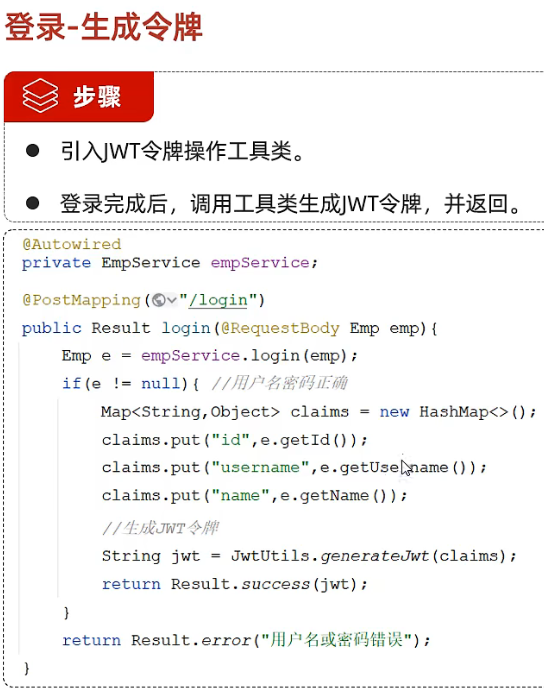 登录-生成令牌
步骤
引入JWT令牌操作工具类。
登录完成后，调用工具类生成JWT令牌，并返回。
@Autowired
private EmpService empService;
@PostMapping("/login")
public Result login(@RequestBody Emp emp){
Emp e = empService.login(emp);
if(e != null){ //用户名密码正确
Map<String,Object> claims = new HashMap<>();
claims.put("id",e.getId());
claims.put("username",e.getUsername());
claims.put("name",e.getName());
//生成JWT令牌
String jwt = JwtUtils.generateJwt(claims);
return Result.success(jwt);
}
return Result.error("用户名或密码错误");
}